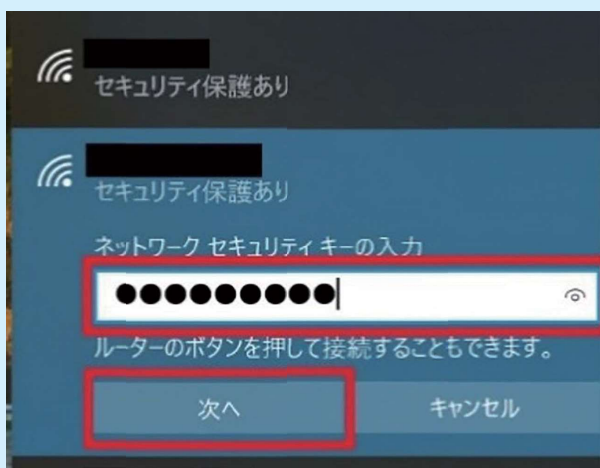 セキュリティ保護あり
セキュリティ保護あり
ネットワーク セキュリティ キーの入力
●●●●●●●●●
ルーターのボタンを押して接続することもできます。
次へ
キャンセル